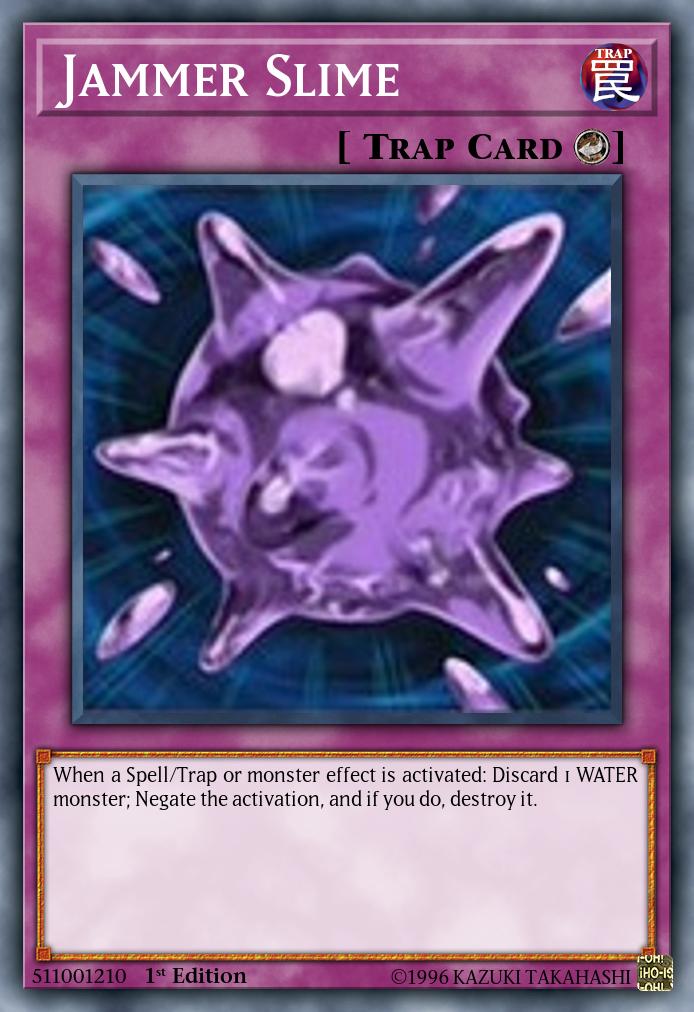 JAMMER SLIME
TRAP
罠
[ TRAP CARD ]
When a Spell/Trap or monster effect is activated: Discard 1 WATER
monster; Negate the activation, and if you do, destroy it.
511001210 1st Edition ©1996 KAZUKI TAKAHASHI